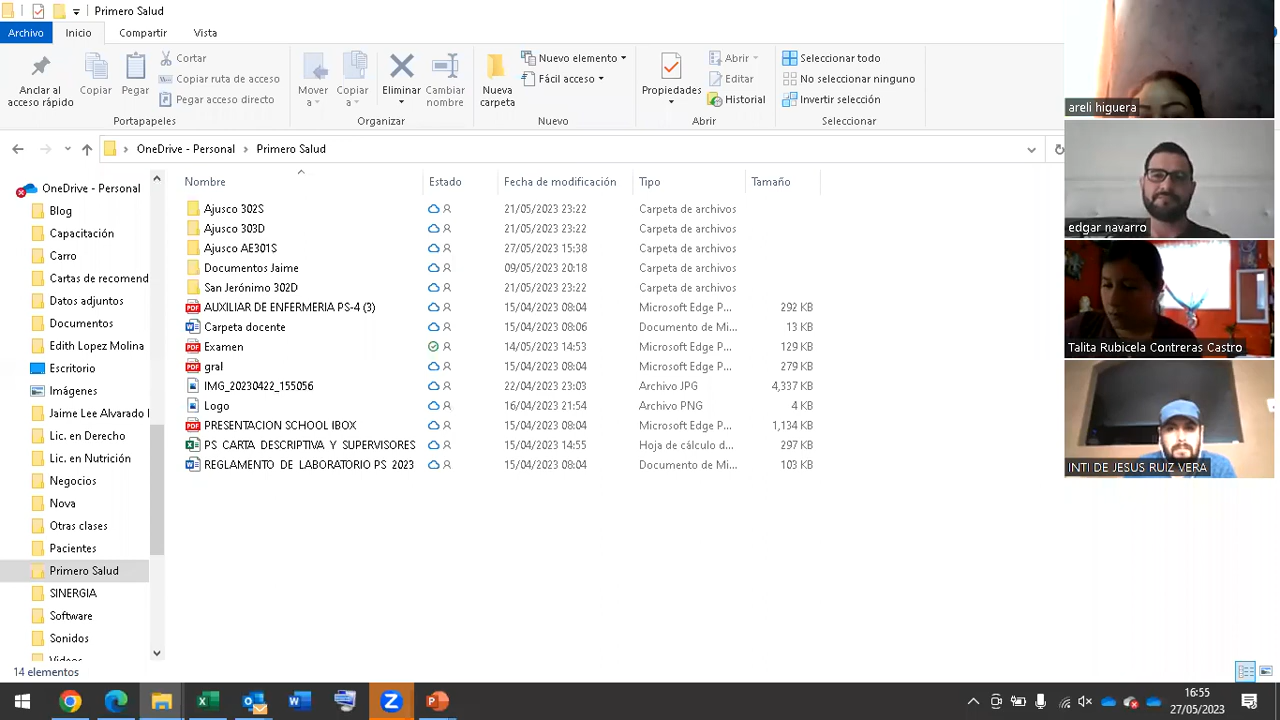 Primero Salud
Archivo Inicio Compartir Vista
Anclar al acceso rápido
Copiar
Pegar
Cortar
Copiar ruta de acceso
Pegar acceso directo
Portapapeles
Mover a
Copiar a
Eliminar
Cambiar nombre
Organizar
Nueva carpeta
Nuevo elemento
Fácil acceso
Nuevo
Propiedades
Abrir
Editar
Historial
Abrir
Seleccionar todo
No seleccionar ninguno
Invertir selección
Seleccionar
OneDrive - Personal > Primero Salud
OneDrive - Personal
Blog
Capacitación
Carro
Cartas de recomend
Datos adjuntos
Documentos
Edith Lopez Molina
Escritorio
Imágenes
Jaime Lee Alvarado
Lic. en Derecho
Lic. en Nutrición
Negocios
Nova
Otras clases
Pacientes
Primero Salud
SINERGIA
Software
Sonidos
Videos
Nombre Estado Fecha de modificación Tipo Tamaño
Ajusco 302S 21/05/2023 23:22 Carpeta de archivos
Ajusco 303D 21/05/2023 23:22 Carpeta de archivos
Ajusco AE301S 27/05/2023 15:38 Carpeta de archivos
Documentos Jaime 09/05/2023 20:18 Carpeta de archivos
San Jerónimo 302D 21/05/2023 23:22 Carpeta de archivos
AUXILIAR DE ENFERMERIA PS-4 (3) 15/04/2023 08:04 Microsoft Edge P... 292 KB
Carpeta docente 15/04/2023 08:06 Documento de Mi... 13 KB
Examen 14/05/2023 14:53 Microsoft Edge P... 129 KB
gral 15/04/2023 08:04 Microsoft Edge P... 279 KB
IMG_20230422_155056 22/04/2023 23:03 Archivo JPG 4,337 KB
Logo 16/04/2023 21:54 Archivo PNG 4 KB
PRESENTACION SCHOOL IBOX 15/04/2023 08:04 Microsoft Edge P... 1,134 KB
PS CARTA DESCRIPTIVA Y SUPERVISORES 15/04/2023 14:55 Hoja de cálculo d... 297 KB
REGLAMENTO DE LABORATORIO PS 2023 15/04/2023 08:04 Documento de Mi... 103 KB
areli higuera
edgar navarro
Talita Rubicela Contreras Castro
INTI DE JESUS RUIZ VERA
14 elementos
16:55
27/05/2023